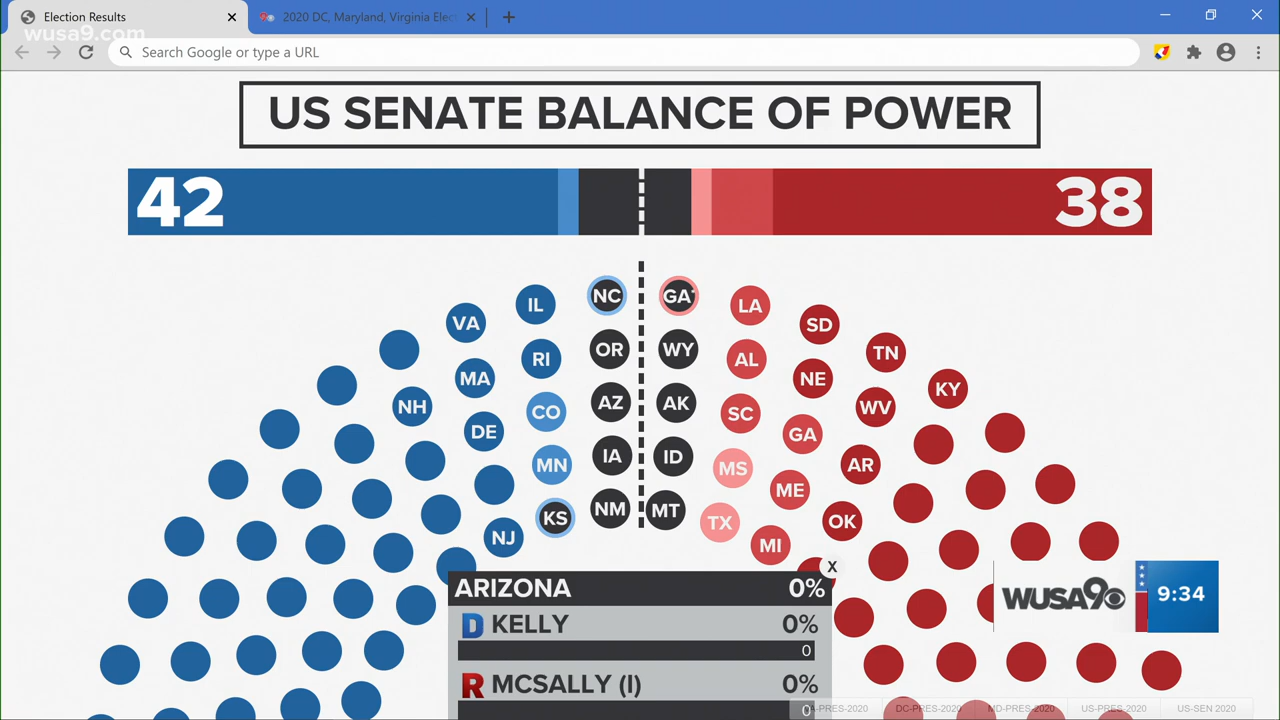 Election Results
2020 DC, Maryland, Virginia Elec
wusa9.com
Search Google or type a URL
US SENATE BALANCE OF POWER
42
38
NC GA* LA
IL SD
VA TN
OR WY AL
RI NE KY
MA WV
NH
AZ AK SC
CO GA
DE AR
IA ID MS
MN ME
NM MT TX OK
KS MI
NJ
X
ARIZONA 0%
D KELLY 0%
0
R MCSALLY (I) 0%
0
WUSA9 9:34
A-PRES-2020 DC-PRES-2020 MD-PRES-2020 US-PRES-2020 US-SEN 2020